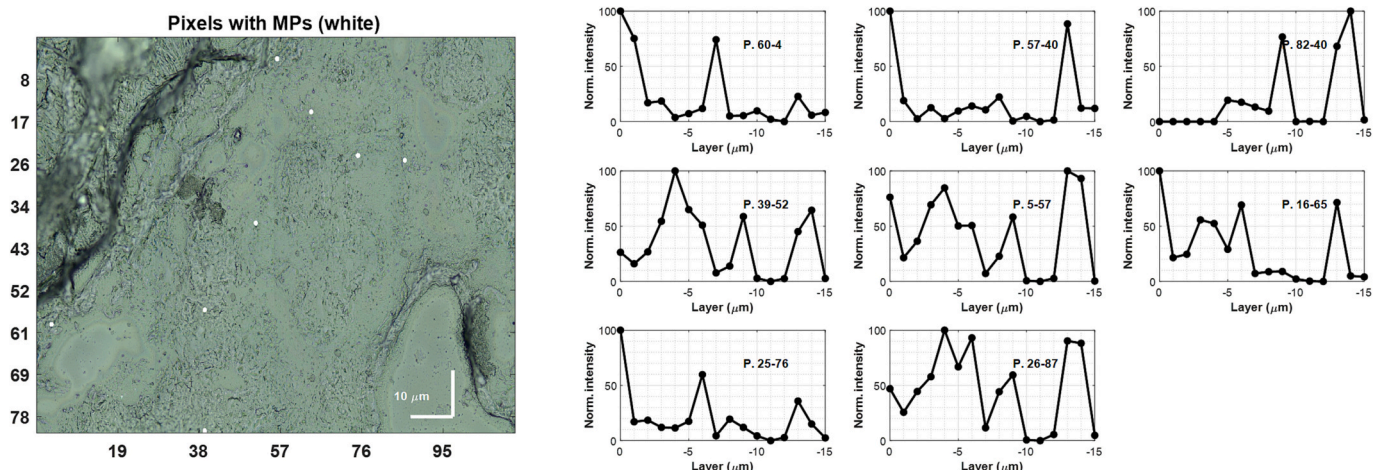 Pixels with MPs (white)
8
17
26
34
43
52
61
69
78
19 38 57 76 95
10 μm
P. 60-4
Norm. intensity
100
50
0
0 -5 -10 -15
Layer (μm)
P. 57-40
Norm. intensity
100
50
0
0 -5 -10 -15
Layer (μm)
P. 82-40
Norm. intensity
100
50
0
0 -5 -10 -15
Layer (μm)
P. 39-52
Norm. intensity
100
50
0
0 -5 -10 -15
Layer (μm)
P. 5-57
Norm. intensity
100
50
0
0 -5 -10 -15
Layer (μm)
P. 16-65
Norm. intensity
100
50
0
0 -5 -10 -15
Layer (μm)
P. 25-76
Norm. intensity
100
50
0
0 -5 -10 -15
Layer (μm)
P. 26-87
Norm. intensity
100
50
0
0 -5 -10 -15
Layer (μm)